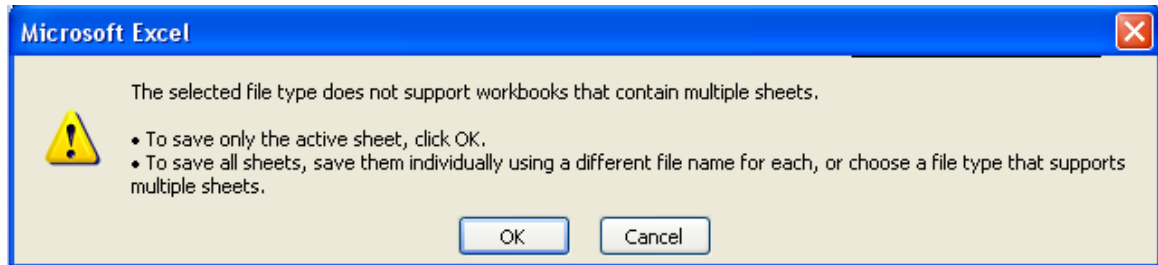 Microsoft Excel
The selected file type does not support workbooks that contain multiple sheets.
• To save only the active sheet, click OK.
• To save all sheets, save them individually using a different file name for each, or choose a file type that supports
multiple sheets.
OK Cancel